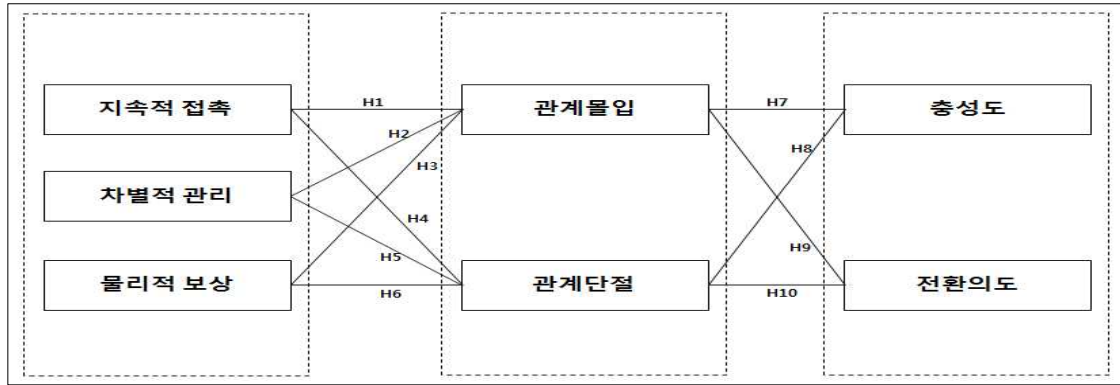 지속적 접촉
차별적 관리
물리적 보상
H1
H2
H3
H4
H5
H6
관계몰입
관계단절
H7
H8
H9
H10
충성도
전환의도